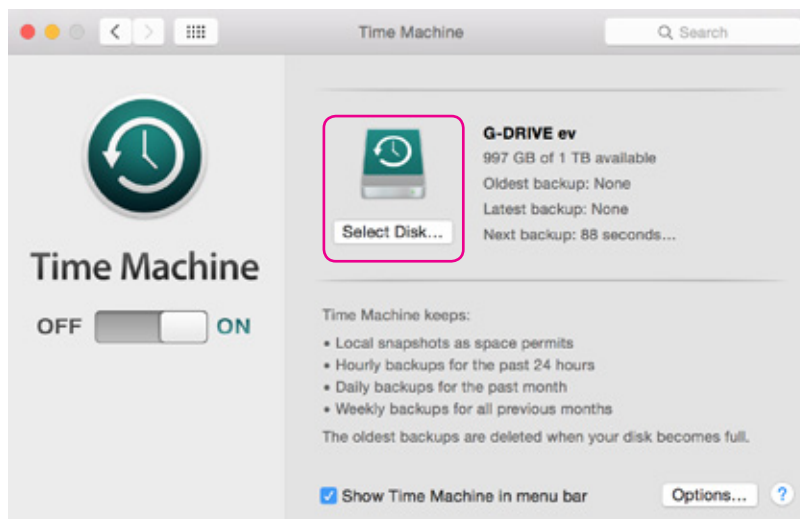 Time Machine
Search
Time Machine
OFF
ON
Select Disk...
G-DRIVE ev
997 GB of 1 TB available
Oldest backup: None
Latest backup: None
Next backup: 88 seconds...
Time Machine keeps:
• Local snapshots as space permits
• Hourly backups for the past 24 hours
• Daily backups for the past month
• Weekly backups for all previous months
The oldest backups are deleted when your disk becomes full.
Show Time Machine in menu bar
Options...
?